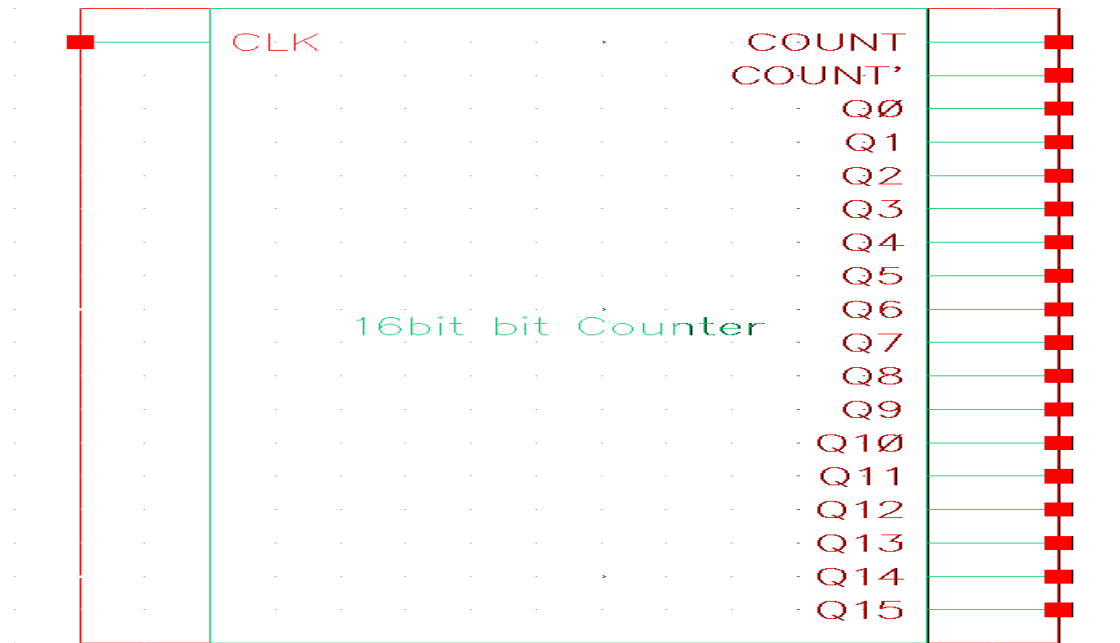 CLK COUNT
COUNT'
Q0
Q1
Q2
Q3
Q4
Q5
Q6
16bit bit Counter
Q7
Q8
Q9
Q10
Q11
Q12
Q13
Q14
Q15